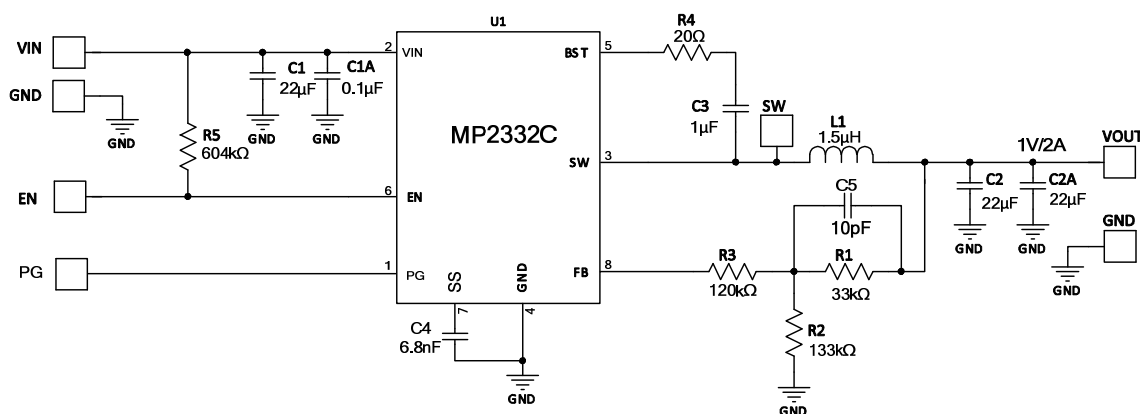 U1
VIN
2
VIN
C1
22µF
C1A
0.1µF
GND
GND
GND
GND
R5
604kΩ
EN
6
EN
PG
1
PG
MP2332C
SS
7
GND
4
C4
6.8nF
GND
BST
5
R4
20Ω
C3
1µF
SW
SW
3
L1
1.5µH
1V/2A
VOUT
C2
22µF
C2A
22µF
GND
GND
GND
GND
C5
10pF
FB
8
R3
120kΩ
R1
33kΩ
R2
133kΩ
GND